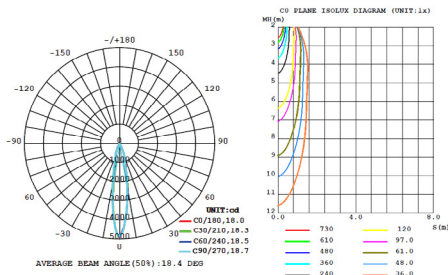 C0 PLANE ISOLUX DIAGRAM (UNIT:lx)
MH(m)
-/+180
-150 150
-120 120
-90 90
-60 60
-30 30
0
1000
2000
3000
4000
5000
U
UNIT:cd
C0/180,18.0
C30/210,18.3
C60/240,18.5
C90/270,18.7
AVERAGE BEAM ANGLE(50%):18.4 DEG
2
3
4
5
6
7
8
9
10
11
12
0.0 4.0 8.0
S(m)
730 120
610 97.0
480 61.0
360 48.0
240 36.0